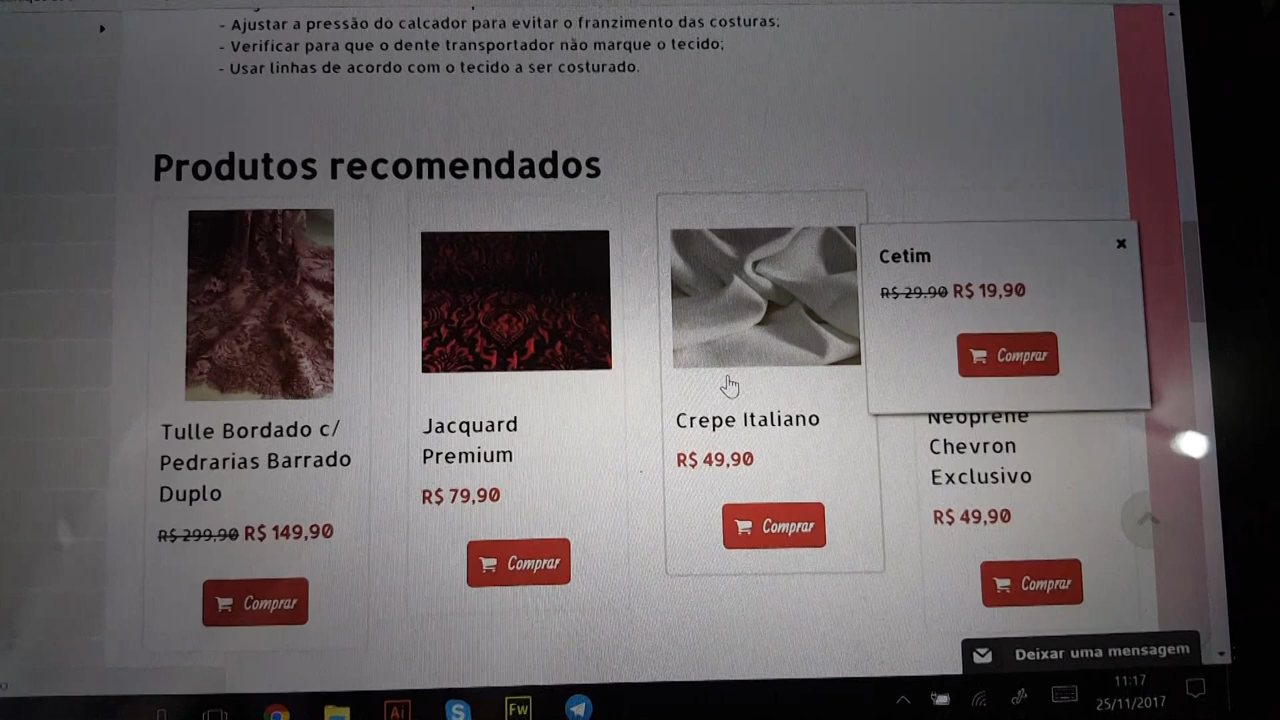 - Ajustar a pressão do calcador para evitar o franzimento das costuras;
- Verificar para que o dente transportador não marque o tecido;
- Usar linhas de acordo com o tecido a ser costurado.
Produtos recomendados
Tulle Bordado c/
Pedrarias Barrado
Duplo
R$ 299,90 R$ 149,90
Comprar
Jacquard
Premium
R$ 79,90
Comprar
Crepe Italiano
R$ 49,90
Comprar
Cetim
R$ 29,90 R$ 19,90
Comprar
Neoprene
Chevron
Exclusivo
R$ 49,90
Comprar
Deixar uma mensagem
Ai
S
Fw
11:17
25/11/2017